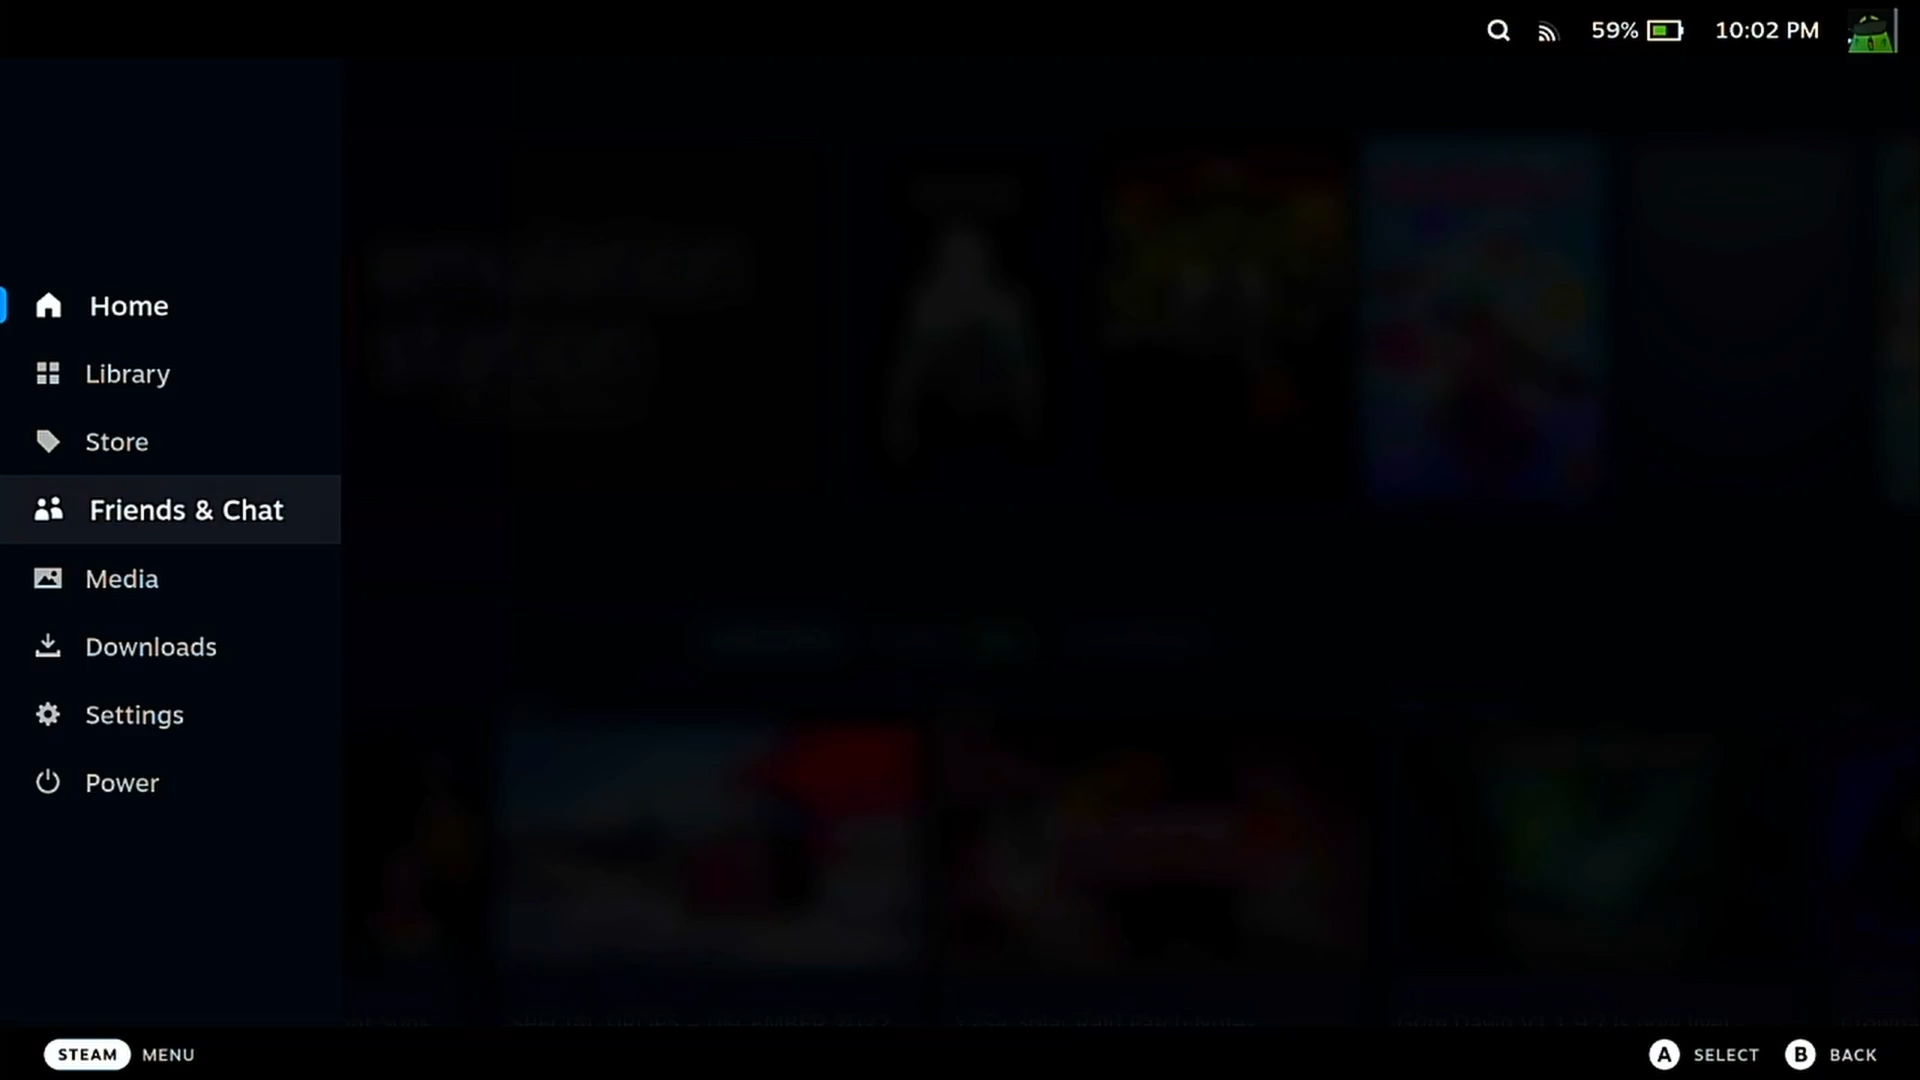 59% 10:02 PM
Home
Library
Store
Friends & Chat
Media
Downloads
Settings
Power
STEAM MENU
A SELECT B BACK